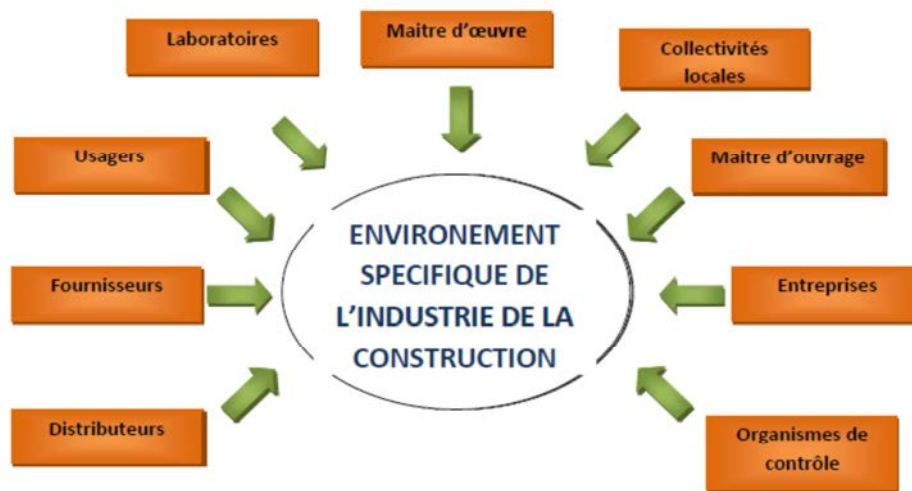 Laboratoires
Maitre d'œuvre
Collectivités
locales
Usagers
Maitre d'ouvrage
ENVIRONEMENT
SPECIFIQUE DE
L'INDUSTRIE DE LA
CONSTRUCTION
Fournisseurs
Entreprises
Distributeurs
Organismes de
contrôle